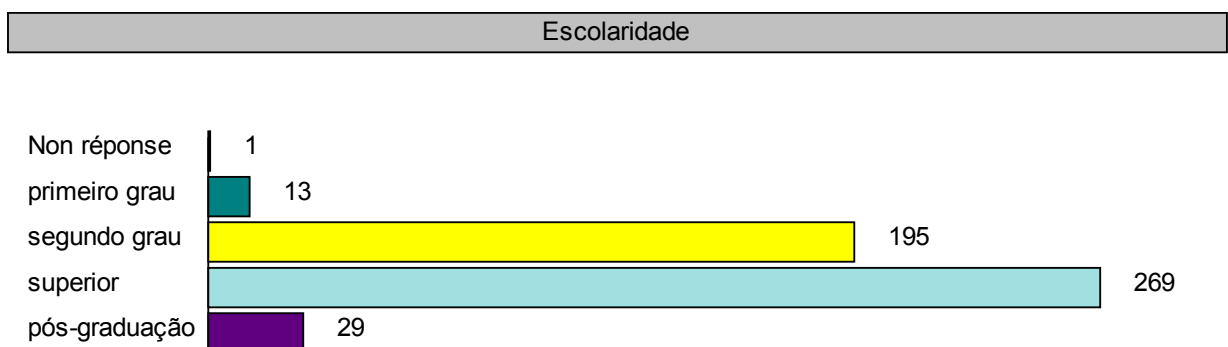 Escolaridade
Non réponse 1
primeiro grau 13
segundo grau 195
superior 269
pós-graduação 29